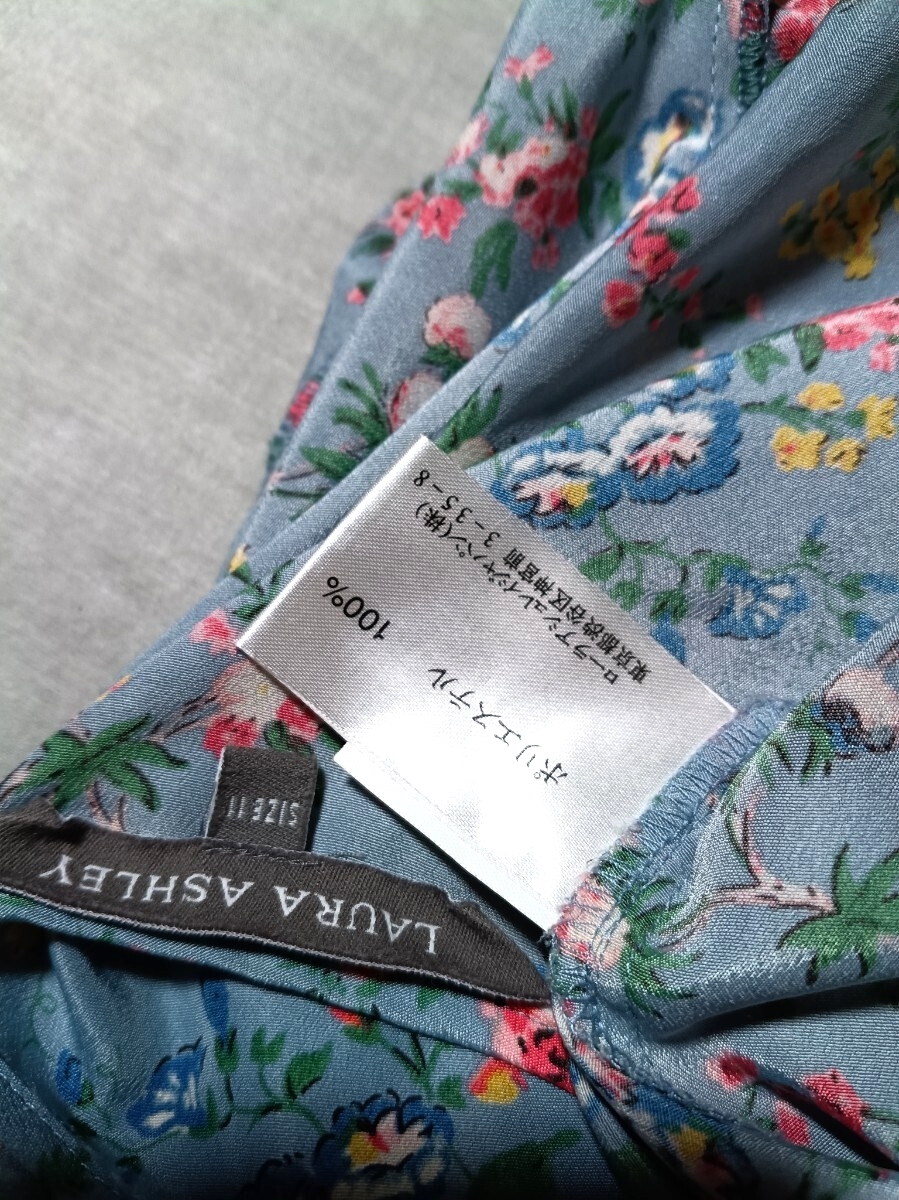 LAURA ASHLEY
SIZE 11
ポリエステル
100%
ローラアシュレイジャパン(株)
東京都渋谷区神宮前 3-35-8